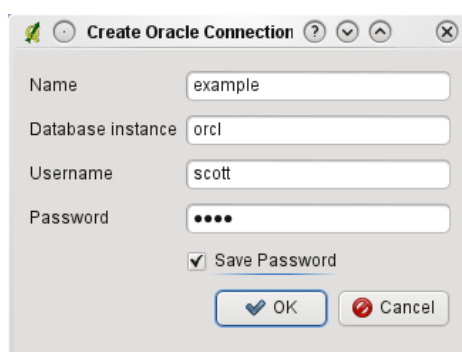 Create Oracle Connection
Name example
Database instance orcl
Username scott
Password ••••
Save Password
OK Cancel